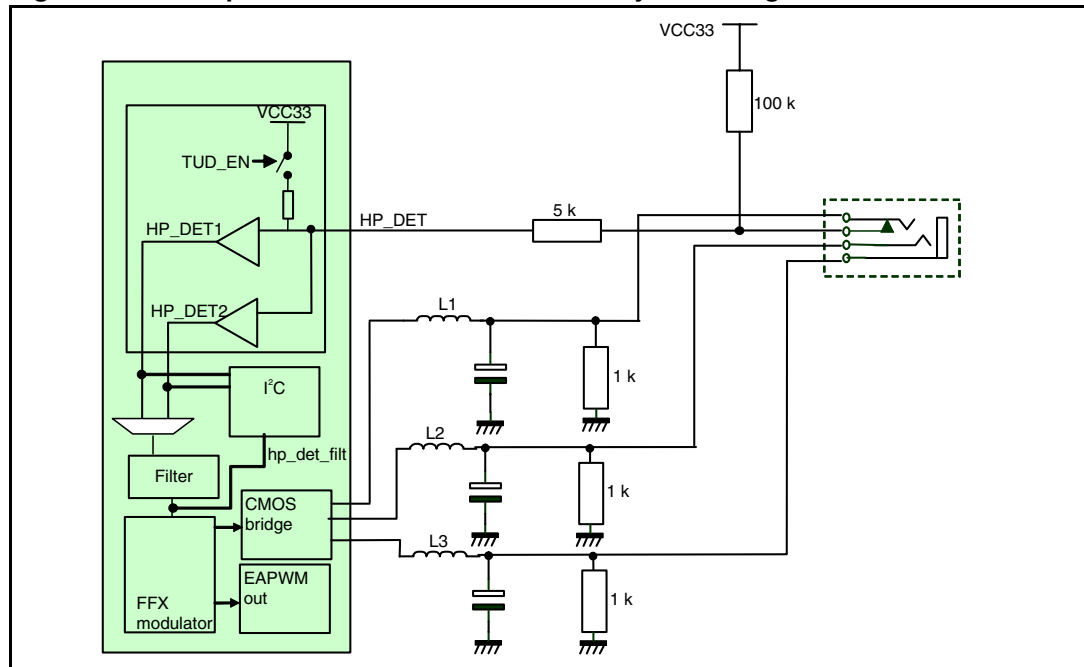 VCC33
100 k
VCC33
TUD_EN
HP_DET1
HP_DET
5 k
HP_DET2
L1
1 k
I²C
L2
hp_det_filt
Filter
1 k
CMOS
bridge
L3
EAPWM
out
FFX
modulator
1 k